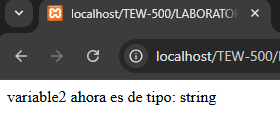 localhost/TEW-500/LABORATOR
localhost/TEW-500/
variable2 ahora es de tipo: string